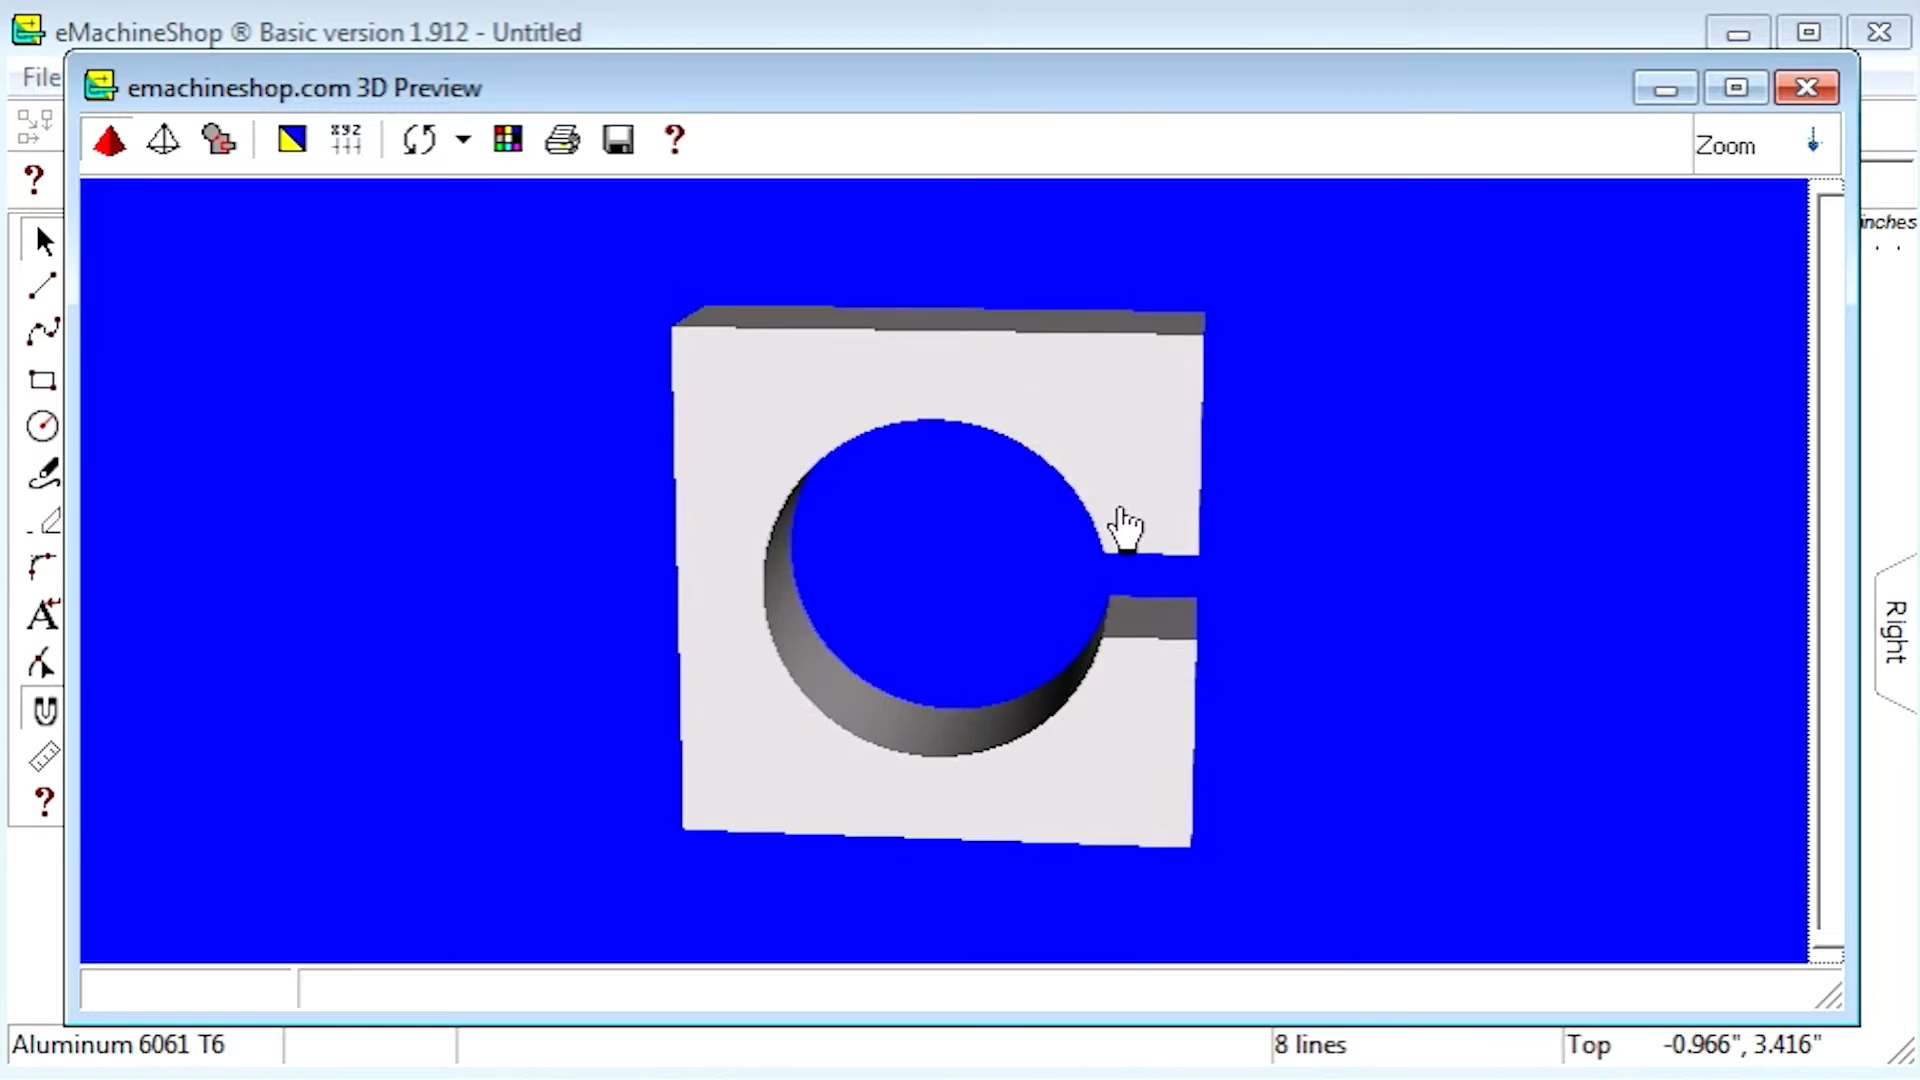 eMachineShop ® Basic version 1.912 - Untitled
File
emachineshop.com 3D Preview
XYZ
Zoom
inches
A
Right
Aluminum 6061 T6
8 lines
Top
-0.966", 3.416"